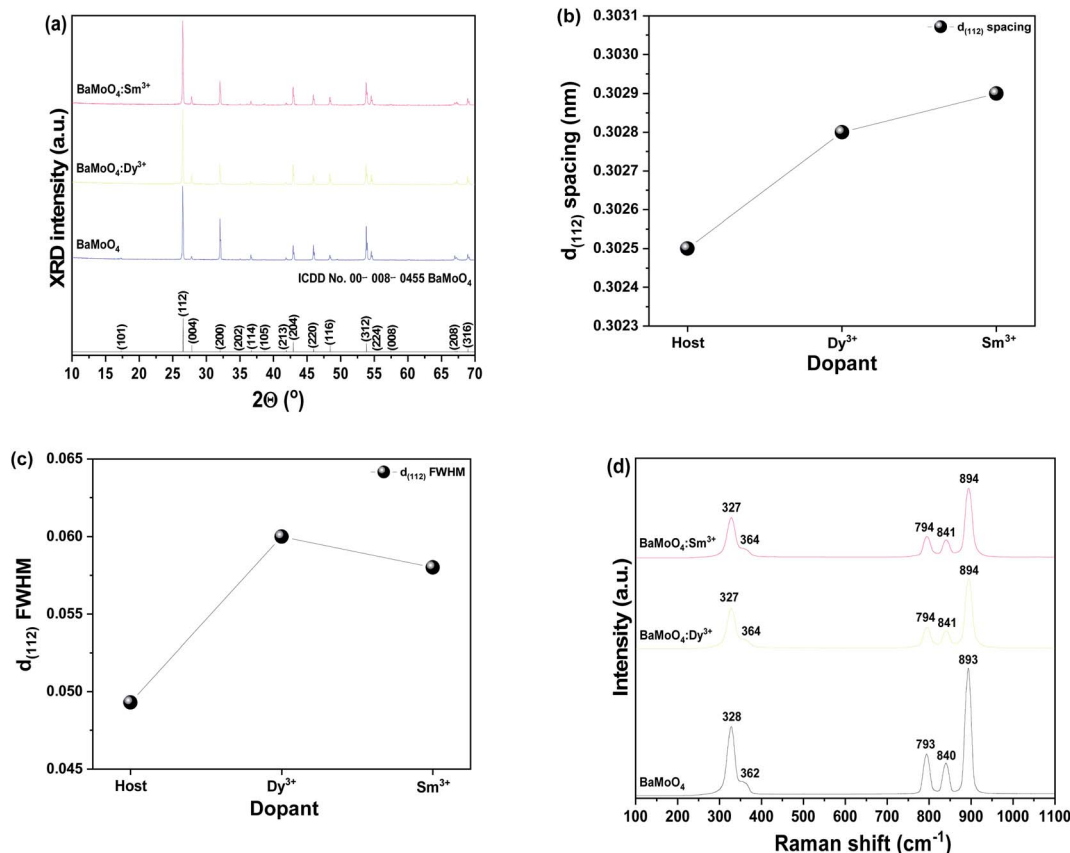 (a)
XRD intensity (a.u.)
BaMoO₄:Sm³⁺
BaMoO₄:Dy³⁺
BaMoO₄
ICDD No. 00- 008- 0455 BaMoO₄
(101)
(112)
(004)
(200)
(202)
(114)
(105)
(213)
(204)
(220)
(116)
(312)
(224)
(008)
(208)
(316)
10 15 20 25 30 35 40 45 50 55 60 65 70
2Θ (°)
(b)
d₍₁₁₂₎ spacing (nm)
d₍₁₁₂₎ spacing
0.3031
0.3030
0.3029
0.3028
0.3027
0.3026
0.3025
0.3024
0.3023
Host Dy³⁺ Sm³⁺
Dopant
(c)
d₍₁₁₂₎ FWHM
d₍₁₁₂₎ FWHM
0.065
0.060
0.055
0.050
0.045
Host Dy³⁺ Sm³⁺
Dopant
(d)
Intensity (a.u.)
BaMoO₄:Sm³⁺
327
364
794
841
894
BaMoO₄:Dy³⁺
327
364
794
841
894
BaMoO₄
328
362
793
840
893
100 200 300 400 500 600 700 800 900 1000 1100
Raman shift (cm⁻¹)